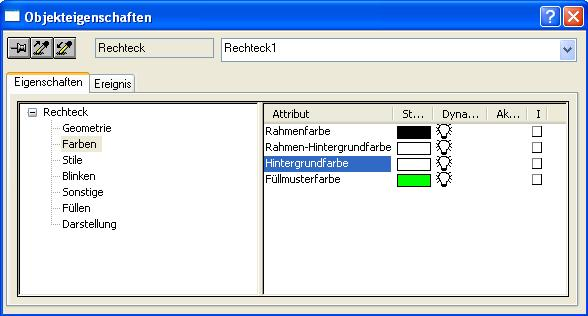 Objekteigenschaften
Rechteck Rechteck1
Eigenschaften Ereignis
Rechteck
Geometrie
Farben
Stile
Blinken
Sonstige
Füllen
Darstellung
Attribut St... Dyna... Ak... I
Rahmenfarbe
Rahmen-Hintergrundfarbe
Hintergrundfarbe
Füllmusterfarbe